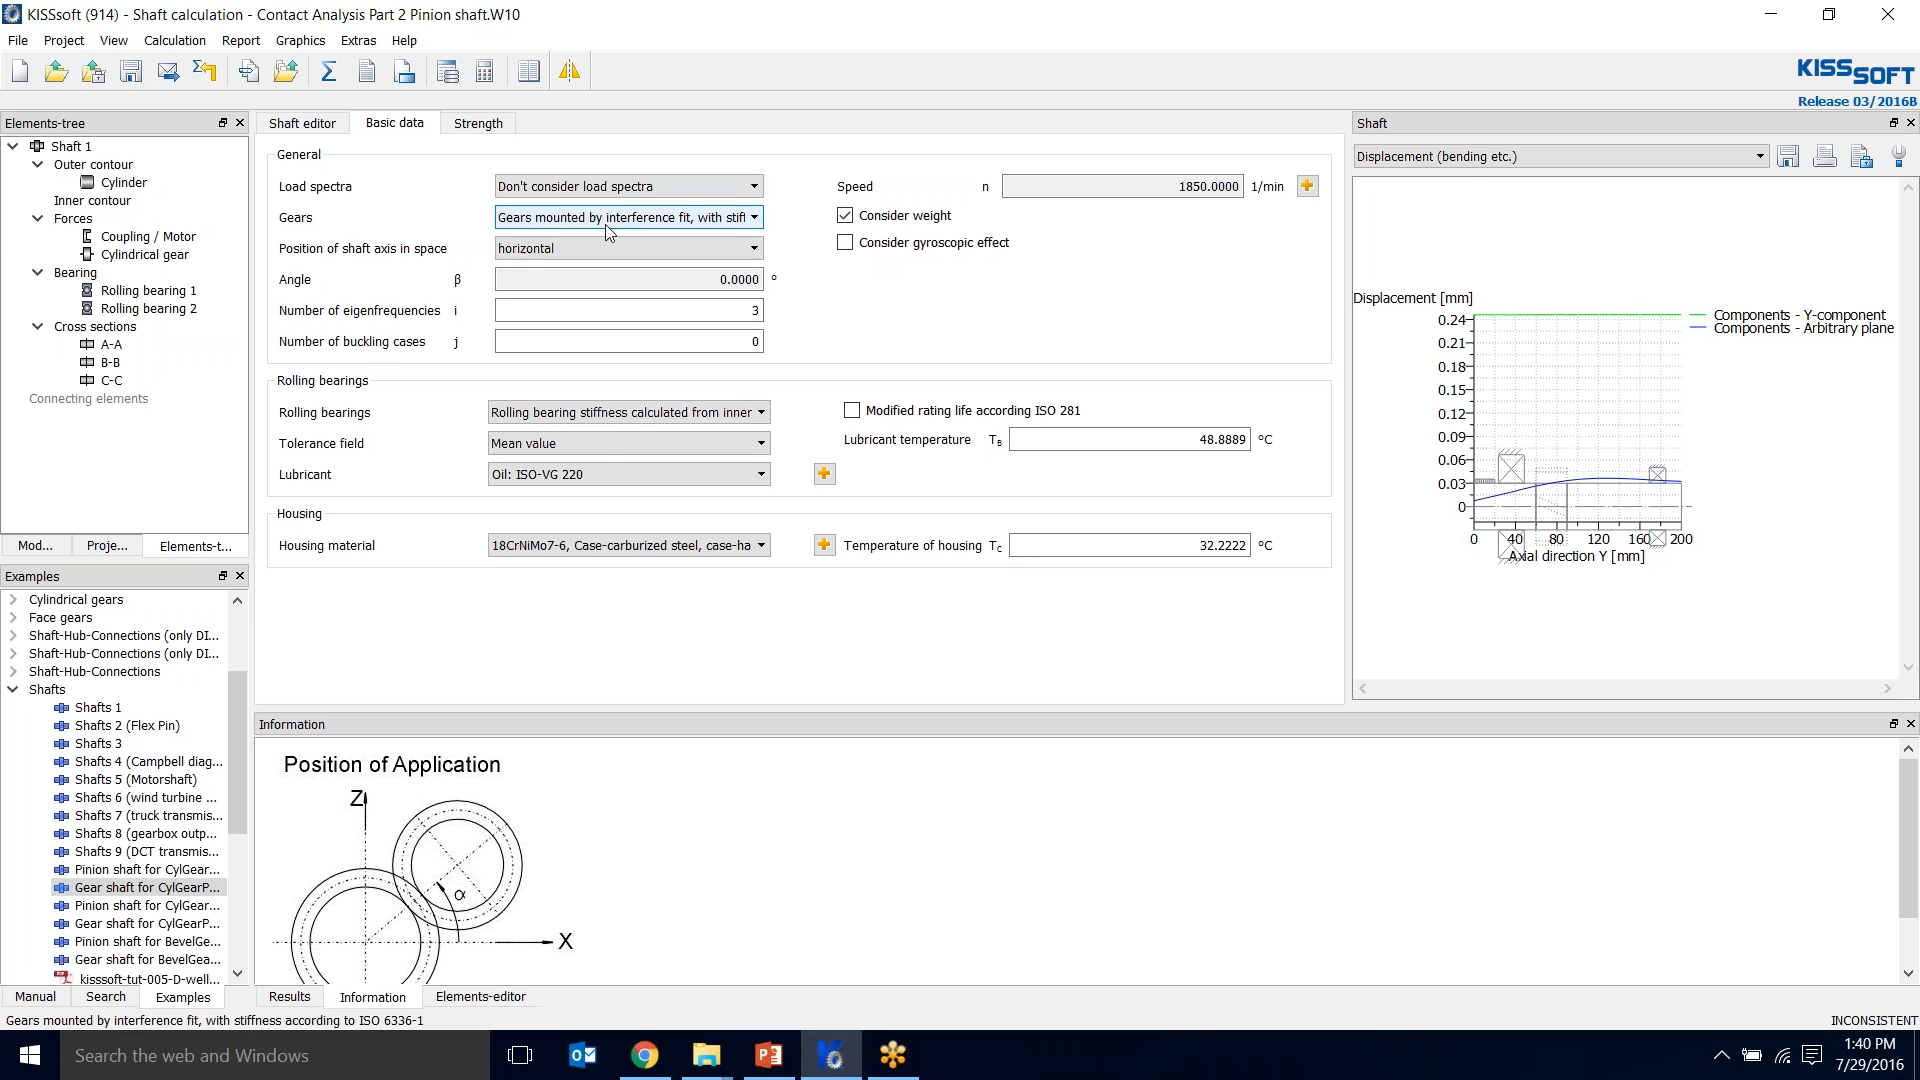 KISSsoft (914) - Shaft calculation - Contact Analysis Part 2 Pinion shaft.W10
File Project View Calculation Report Graphics Extras Help
KISSSOFT
Release 03/2016B
Elements-tree
Shaft 1
Outer contour
Cylinder
Inner contour
Forces
Coupling / Motor
Cylindrical gear
Bearing
Rolling bearing 1
Rolling bearing 2
Cross sections
A-A
B-B
C-C
Connecting elements
Mod... Proje... Elements-t...
Examples
Cylindrical gears
Face gears
Shaft-Hub-Connections (only DI...
Shaft-Hub-Connections (only DI...
Shaft-Hub-Connections
Shafts
Shafts 1
Shafts 2 (Flex Pin)
Shafts 3
Shafts 4 (Campbell diag...
Shafts 5 (Motorshaft)
Shafts 6 (wind turbine ...
Shafts 7 (truck transmis...
Shafts 8 (gearbox outp...
Shafts 9 (DCT transmis...
Pinion shaft for CylGear...
Gear shaft for CylGearP...
Pinion shaft for CylGear...
Gear shaft for CylGearP...
Pinion shaft for BevelGe...
Gear shaft for BevelGea...
kisssoft-tut-005-D-well...
Manual Search Examples
Shaft editor Basic data Strength
General
Load spectra Don't consider load spectra Speed n 1850.0000 1/min
Gears Gears mounted by interference fit, with stiff Consider weight
Position of shaft axis in space horizontal Consider gyroscopic effect
Angle β 0.0000 °
Number of eigenfrequencies i 3
Number of buckling cases j 0
Rolling bearings
Rolling bearings Rolling bearing stiffness calculated from inner Modified rating life according ISO 281
Tolerance field Mean value Lubricant temperature TB 48.8889 °C
Lubricant Oil: ISO-VG 220
Housing
Housing material 18CrNiMo7-6, Case-carburized steel, case-ha Temperature of housing TC 32.2222 °C
Shaft
Displacement (bending etc.)
Displacement [mm]
Components - Y-component
Components - Arbitrary plane
0.24
0.21
0.18
0.15
0.12
0.09
0.06
0.03
0
0 40 80 120 160 200
Axial direction Y [mm]
Information
Position of Application
Z
α
X
Results Information Elements-editor
Gears mounted by interference fit, with stiffness according to ISO 6336-1 INCONSISTENT
Search the web and Windows
1:40 PM
7/29/2016